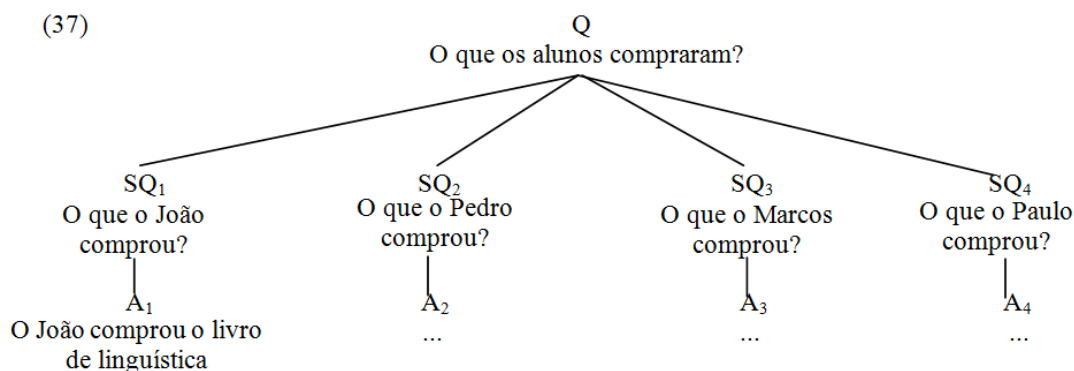 (37)
Q
O que os alunos compraram?
SQ₁
O que o João
comprou?
SQ₂
O que o Pedro
comprou?
SQ₃
O que o Marcos
comprou?
SQ₄
O que o Paulo
comprou?
A₁
O João comprou o livro
de linguística
A₂
...
A₃
...
A₄
...